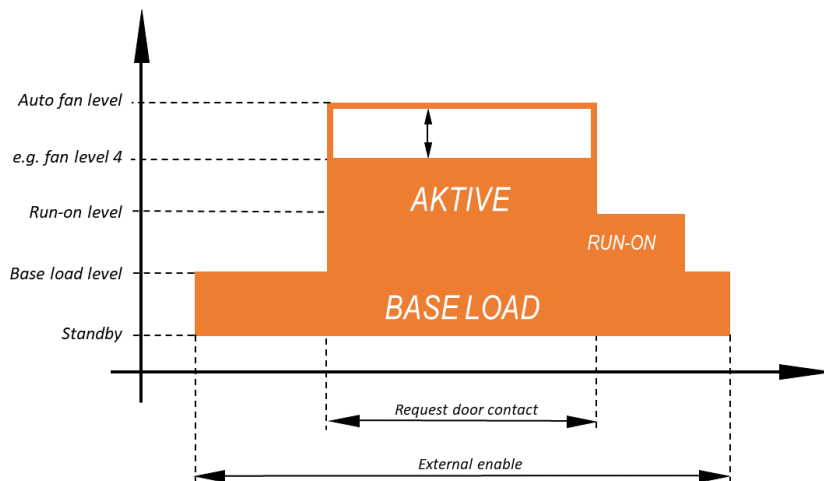 Auto fan level
e.g. fan level 4
AKTIVE
Run-on level
RUN-ON
Base load level
BASE LOAD
Standby
Request door contact
External enable